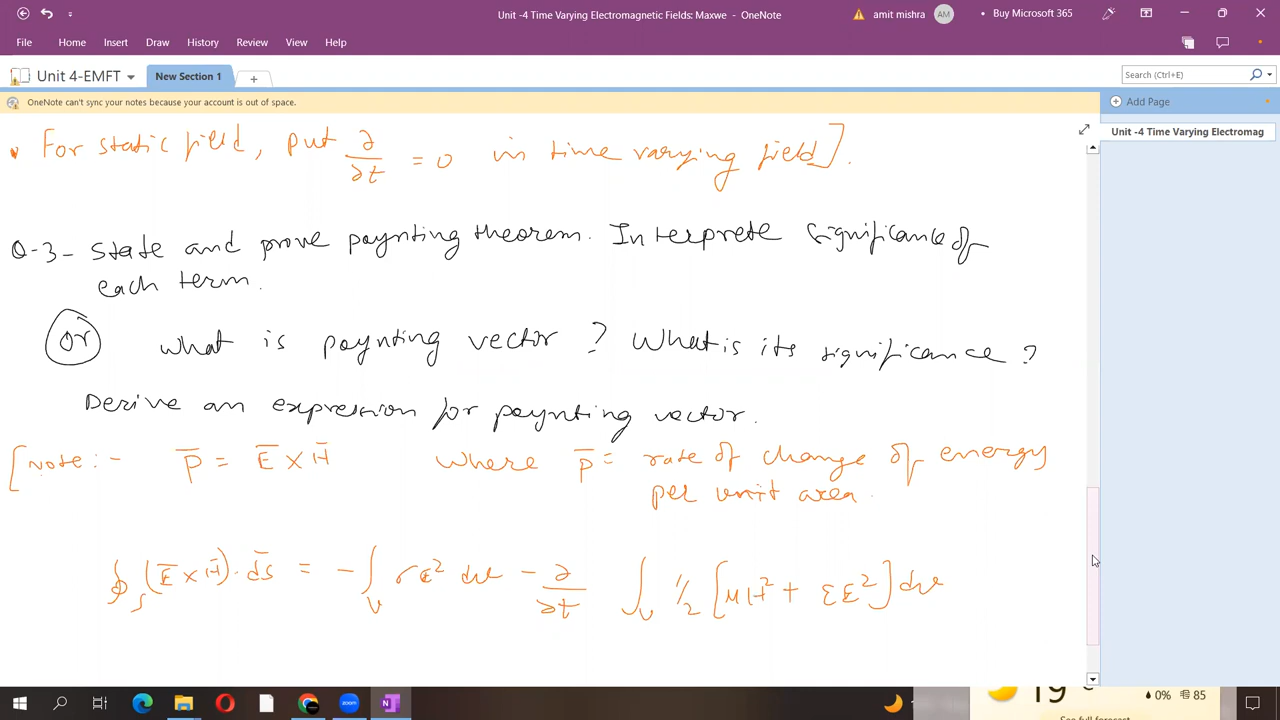 Unit -4 Time Varying Electromagnetic Fields: Maxwe - OneNote
amit mishra AM Buy Microsoft 365
File Home Insert Draw History Review View Help
Unit 4-EMFT New Section 1 + Search (Ctrl+E)
OneNote can't sync your notes because your account is out of space.
Add Page
Unit -4 Time Varying Electromag
For static field, put ∂/∂t = 0 in time varying field].
Q-3- State and prove poynting theorem. Interprete significance of
each term.
Or What is poynting vector? What is its significance?
Derive an expression for poynting vector.
[Note:- P̄ = Ē × H̄ where P̄ = rate of change of energy
per unit area.
∮s (Ē × H̄) · ds̄ = - ∫v σE² dv - ∂/∂t ∫v 1/2 [μH² + εE²] dv
19°
0% 85
See full forecast
zoom